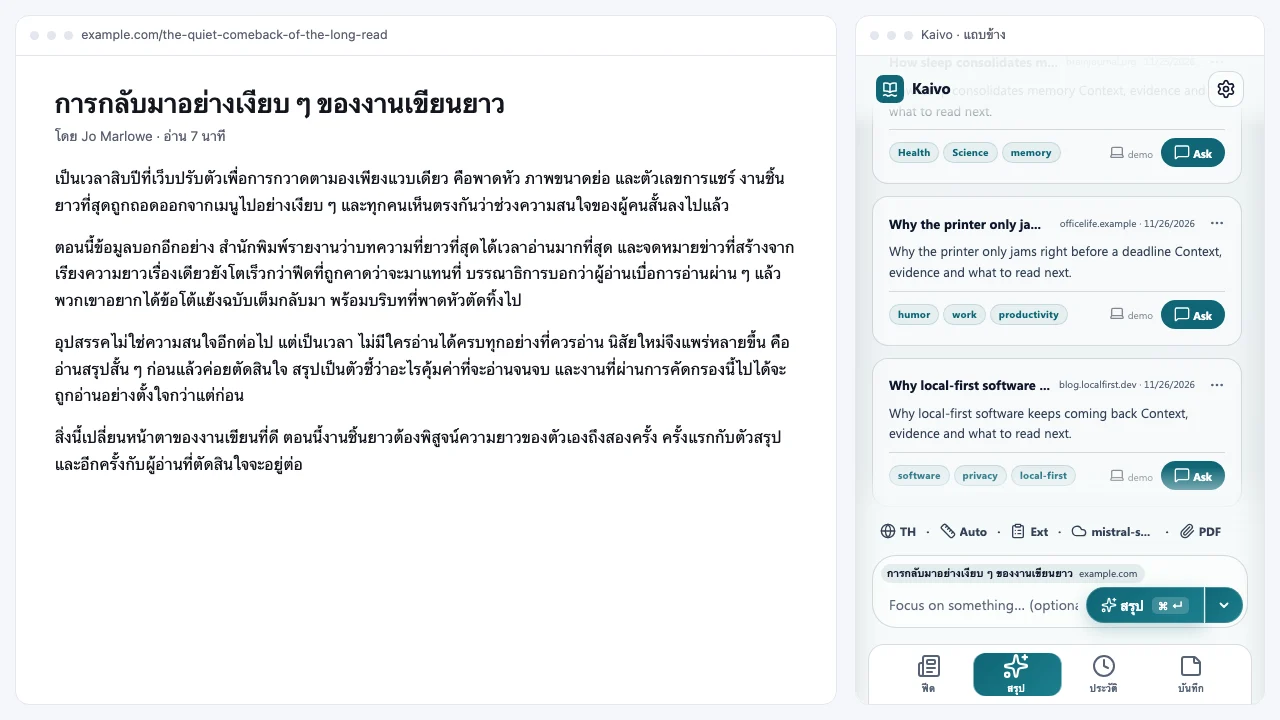 example.com/the-quiet-comeback-of-the-long-read
การกลับมาอย่างเงียบ ๆ ของงานเขียนยาว
โดย Jo Marlowe · อ่าน 7 นาที
เป็นเวลาสิบปีที่เว็บปรับตัวเพื่อการกวาดตามองเพียงแวบเดียว คือพาดหัว ภาพขนาดย่อ และตัวเลขการแชร์ งานชิ้น
ยาวที่สุดถูกถอดออกจากเมนูไปอย่างเงียบ ๆ และทุกคนเห็นตรงกันว่าช่วงความสนใจของผู้คนสั้นลงไปแล้ว
ตอนนี้ข้อมูลบอกอีกอย่าง สำนักพิมพ์รายงานว่าบทความที่ยาวที่สุดได้เวลาอ่านมากที่สุด และจดหมายข่าวที่สร้างจาก
เรียงความยาวเรื่องเดียวยังโตเร็วกว่าฟีดที่ถูกคาดว่าจะมาแทนที่ บรรณาธิการบอกว่าผู้อ่านเบื่อการอ่านผ่าน ๆ แล้ว
พวกเขาอยากได้ข้อโต้แย้งฉบับเต็มกลับมา พร้อมบริบทที่พาดหัวตัดทิ้งไป
อุปสรรคไม่ใช่ความสนใจอีกต่อไป แต่เป็นเวลา ไม่มีใครอ่านได้ครบทุกอย่างที่ควรอ่าน นิสัยใหม่จึงแพร่หลายขึ้น คือ
อ่านสรุปสั้น ๆ ก่อนแล้วค่อยตัดสินใจ สรุปเป็นตัวชี้ว่าอะไรคุ้มค่าที่จะอ่านจนจบ และงานที่ผ่านการคัดกรองนี้ไปได้จะ
ถูกอ่านอย่างตั้งใจกว่าแต่ก่อน
สิ่งนี้เปลี่ยนหน้าตาของงานเขียนที่ดี ตอนนี้งานชิ้นยาวต้องพิสูจน์ความยาวของตัวเองถึงสองครั้ง ครั้งแรกกับตัวสรุป
และอีกครั้งกับผู้อ่านที่ตัดสินใจจะอยู่ต่อ
Kaivo · แถบข้าง
How sleep consolidates m...
Kaivo
consolidates memory Context, evidence and
what to read next.
Health Science memory demo Ask
Why the printer only ja... officelife.example · 11/26/2026
Why the printer only jams right before a deadline Context,
evidence and what to read next.
humor work productivity demo Ask
Why local-first software ... blog.localfirst.dev · 11/26/2026
Why local-first software keeps coming back Context,
evidence and what to read next.
software privacy local-first demo Ask
TH · Auto · Ext · mistral-s... · PDF
การกลับมาอย่างเงียบ ๆ ของงานเขียนยาว example.com
Focus on something... (optiona สรุป ⌘ ↵
ฟีด สรุป ประวัติ บันทึก